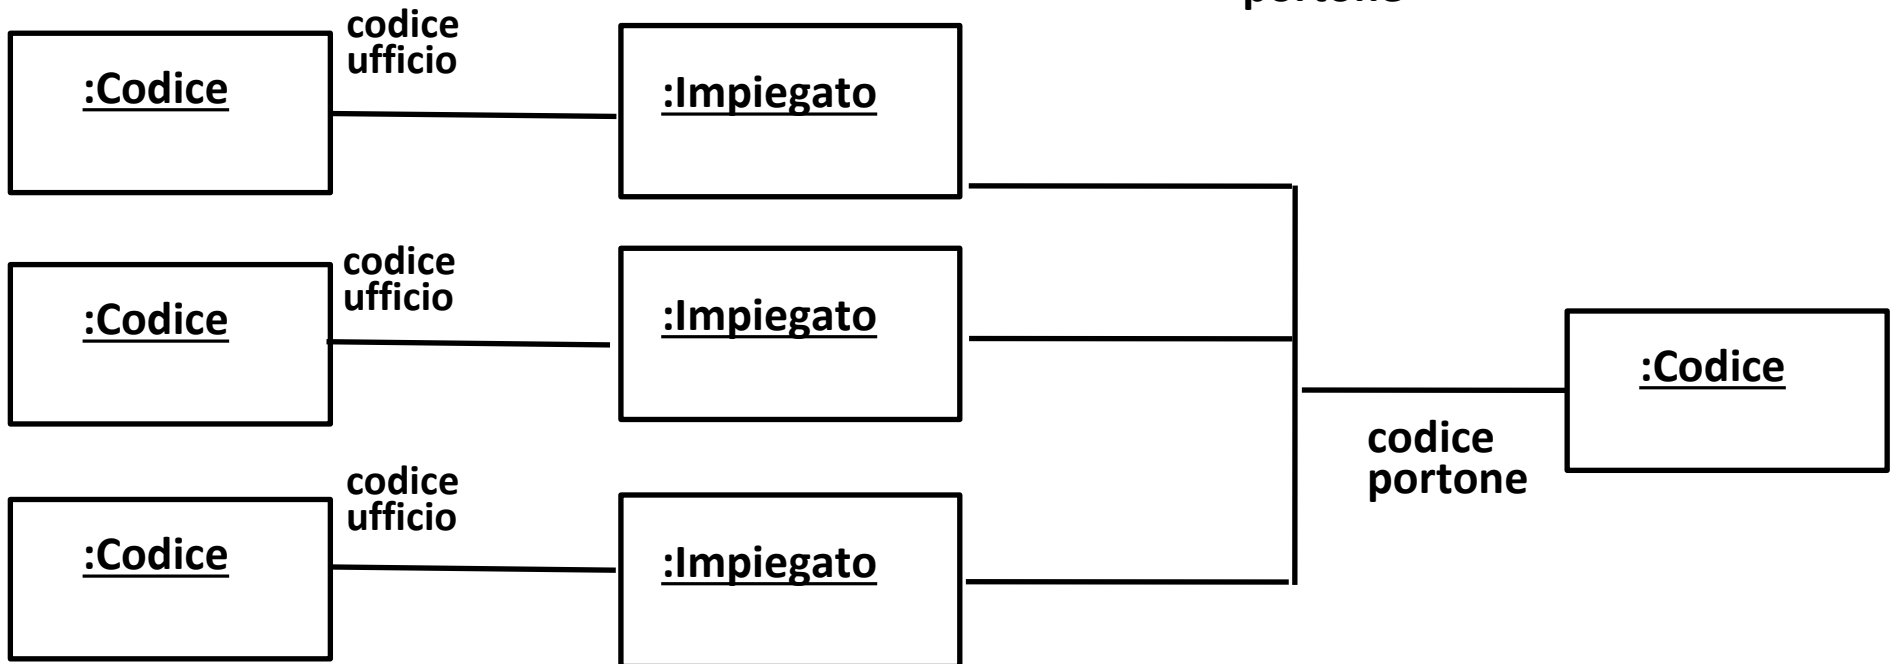 codice
ufficio
:Codice
:Impiegato
codice
ufficio
:Codice
:Impiegato
:Codice
codice
portone
codice
ufficio
:Codice
:Impiegato